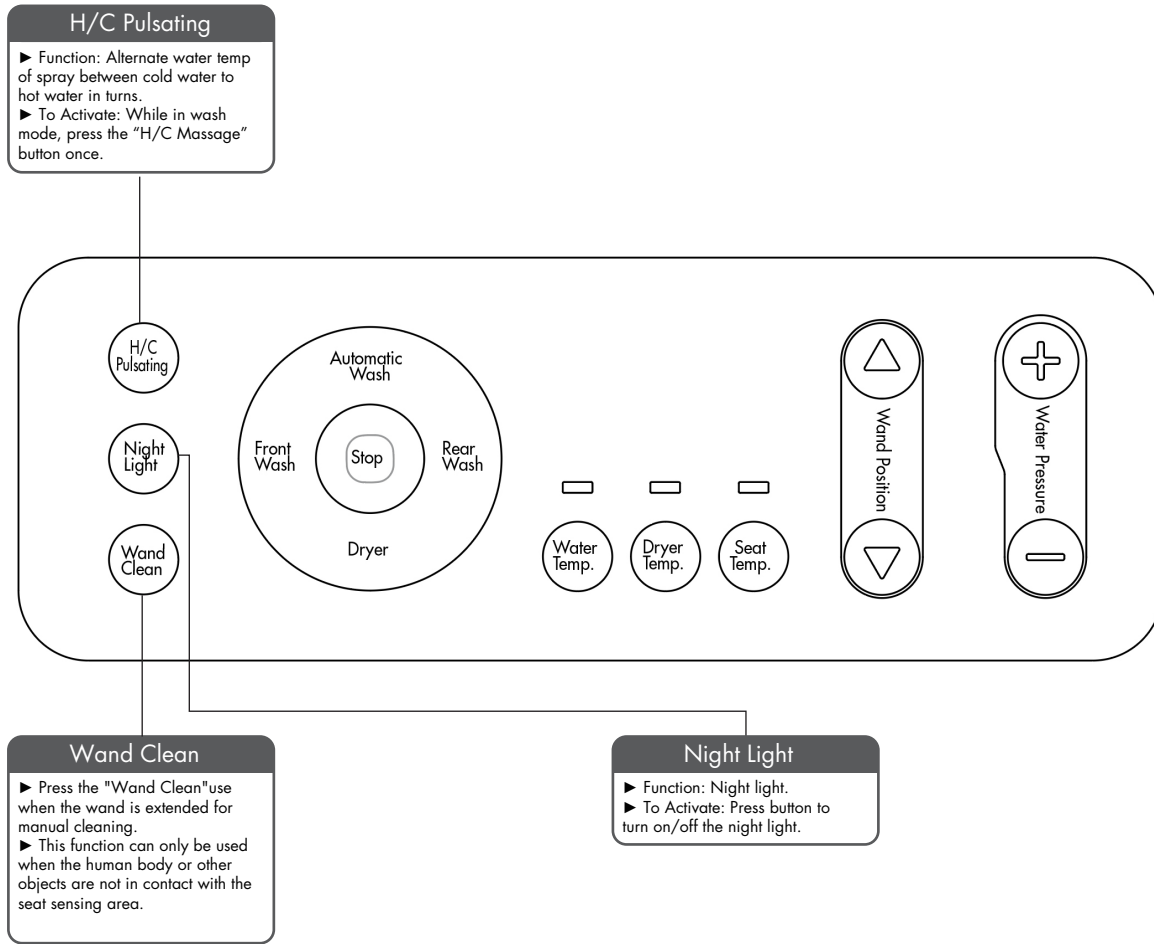 H/C Pulsating
► Function: Alternate water temp
of spray between cold water to
hot water in turns.
► To Activate: While in wash
mode, press the “H/C Massage”
button once.
H/C
Pulsating
Night
Light
Wand
Clean
Automatic
Wash
Front
Wash
Stop
Rear
Wash
Dryer
Water
Temp.
Dryer
Temp.
Seat
Temp.
Wand Position
Water Pressure
Wand Clean
► Press the "Wand Clean"use
when the wand is extended for
manual cleaning.
► This function can only be used
when the human body or other
objects are not in contact with the
seat sensing area.
Night Light
► Function: Night light.
► To Activate: Press button to
turn on/off the night light.